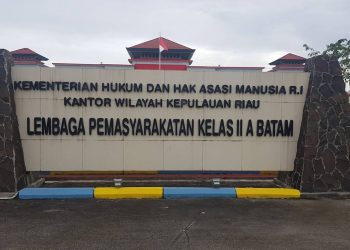 KEMENTERIAN HUKUM DAN HAK ASASI MANUSIA R.I
KANTOR WILAYAH KEPULAUAN RIAU
LEMBAGA PEMASYARAKATAN KELAS II A BATAM